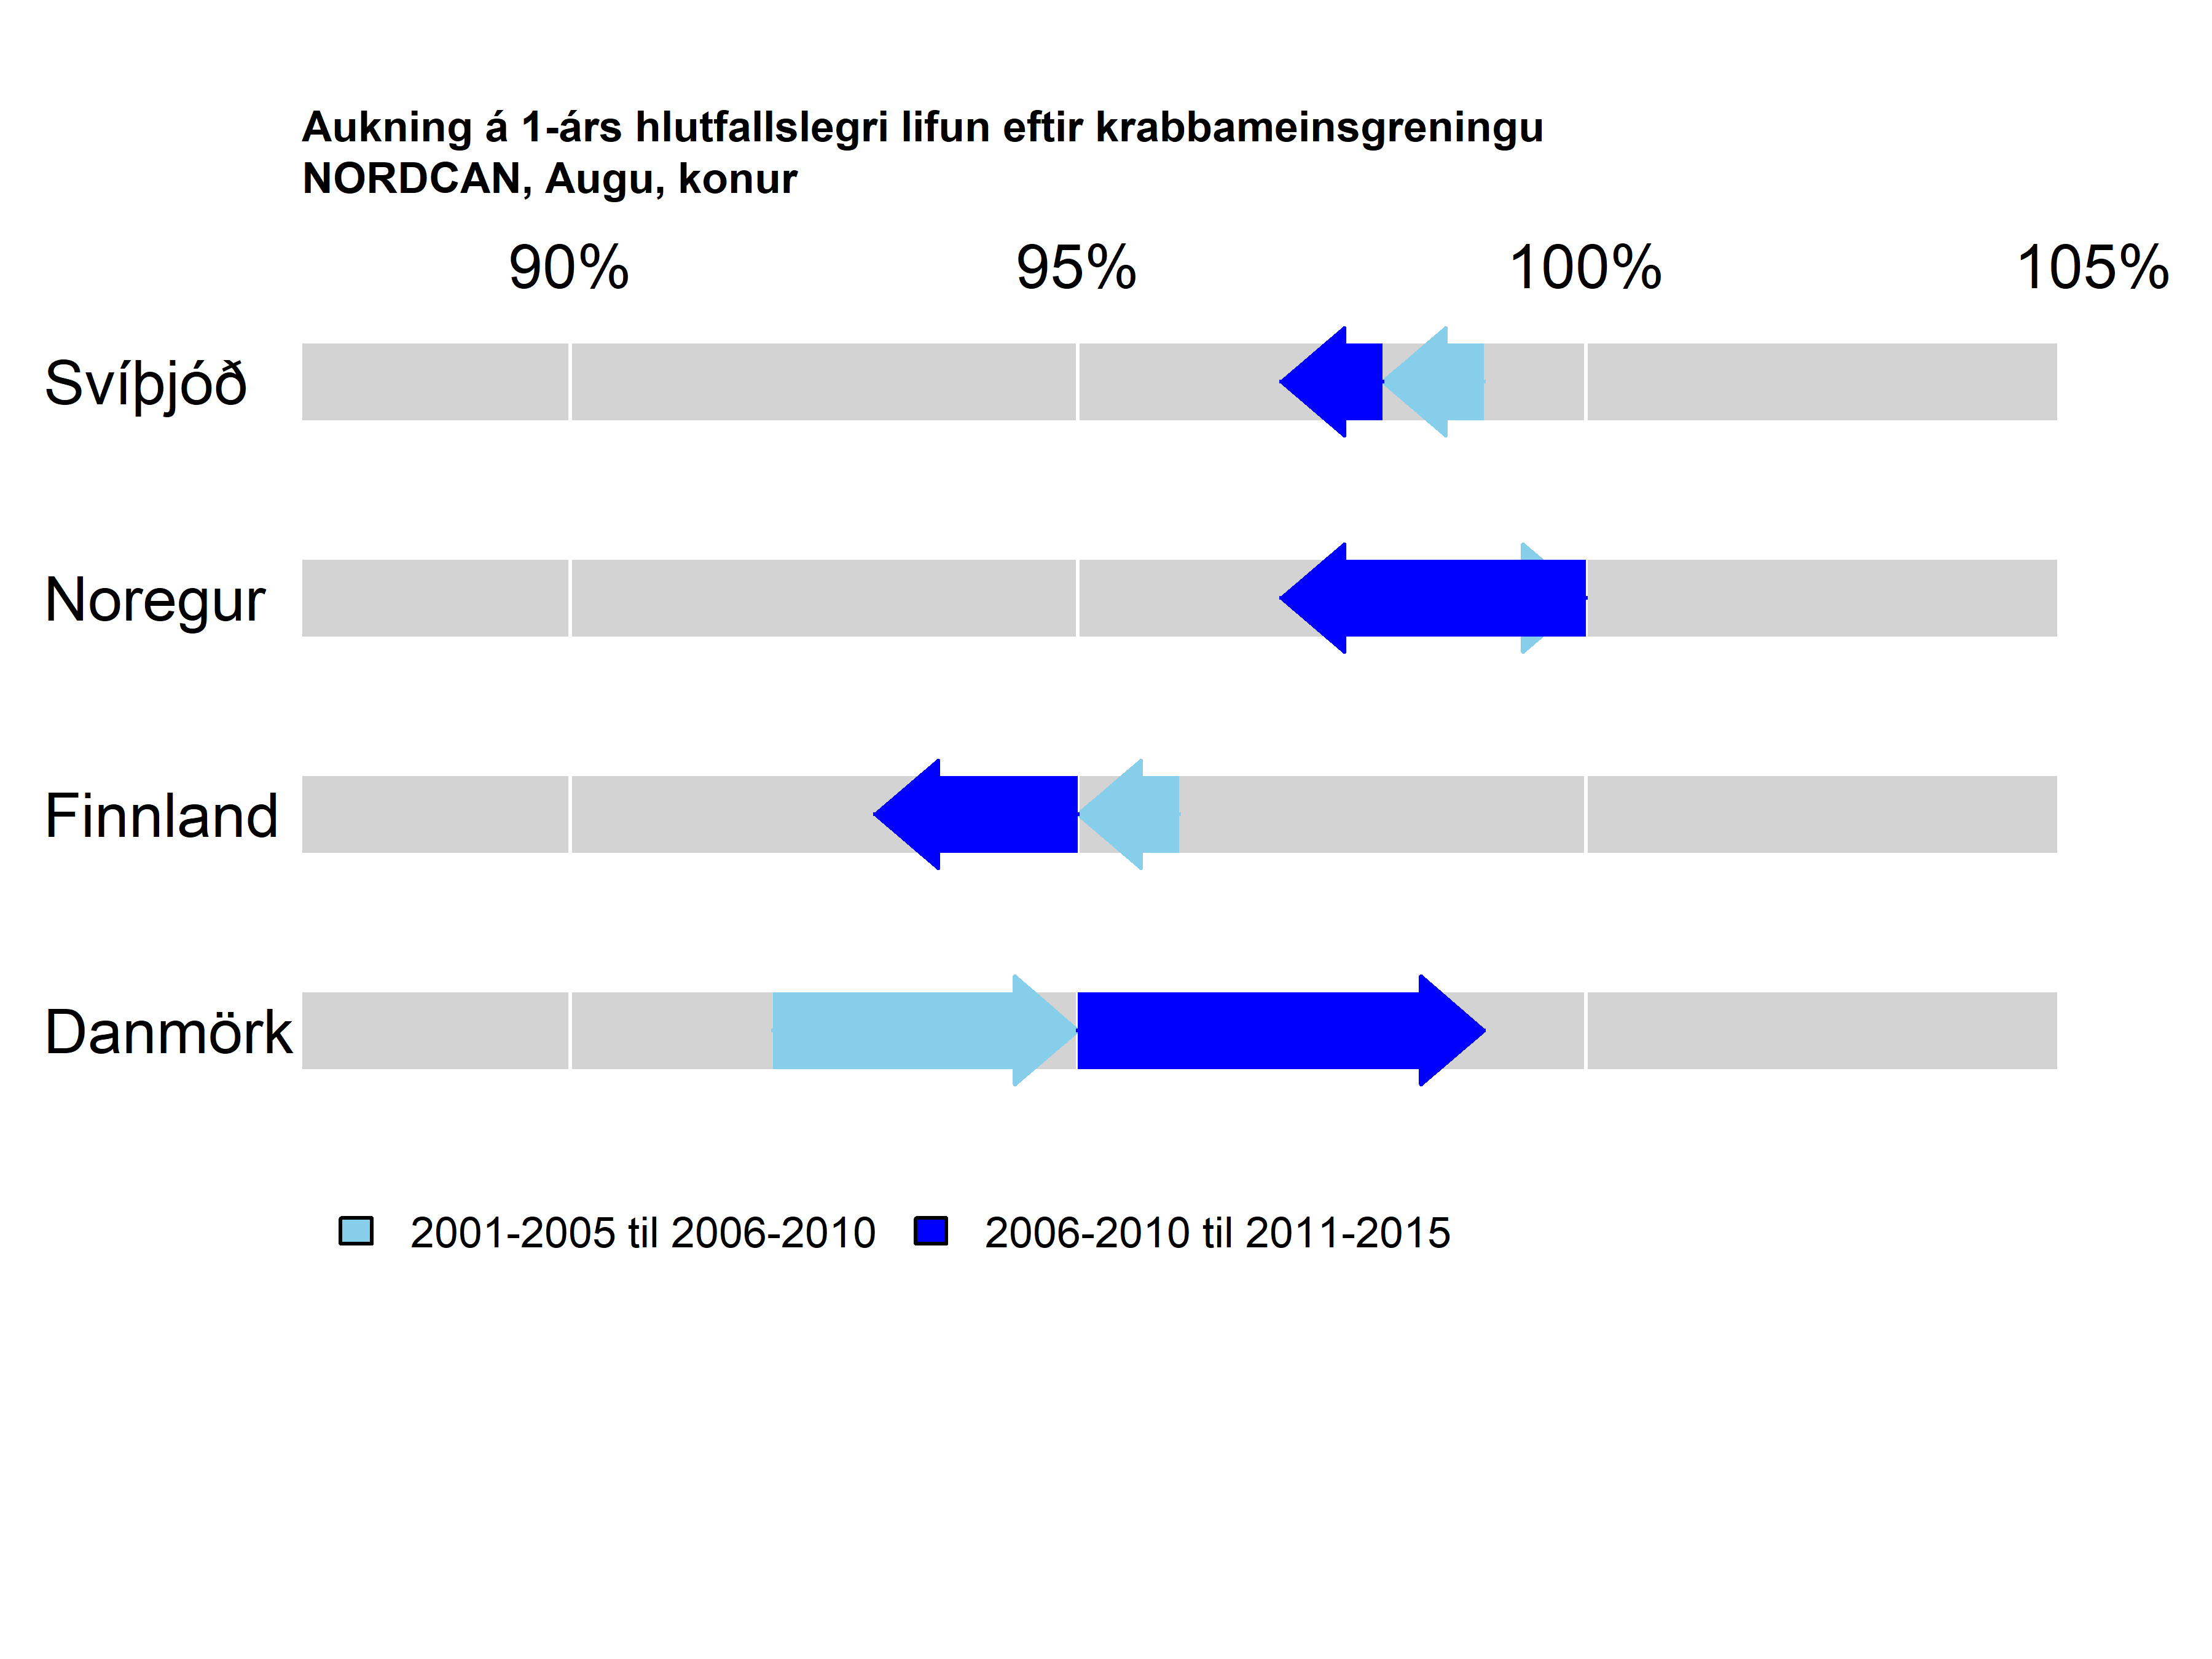 Aukning á 1-árs hlutfallslegri lifun eftir krabbameinsgreningu
NORDCAN, Augu, konur
90% 95% 100% 105%
Svíþjóð
Noregur
Finnland
Danmörk
2001-2005 til 2006-2010 2006-2010 til 2011-2015